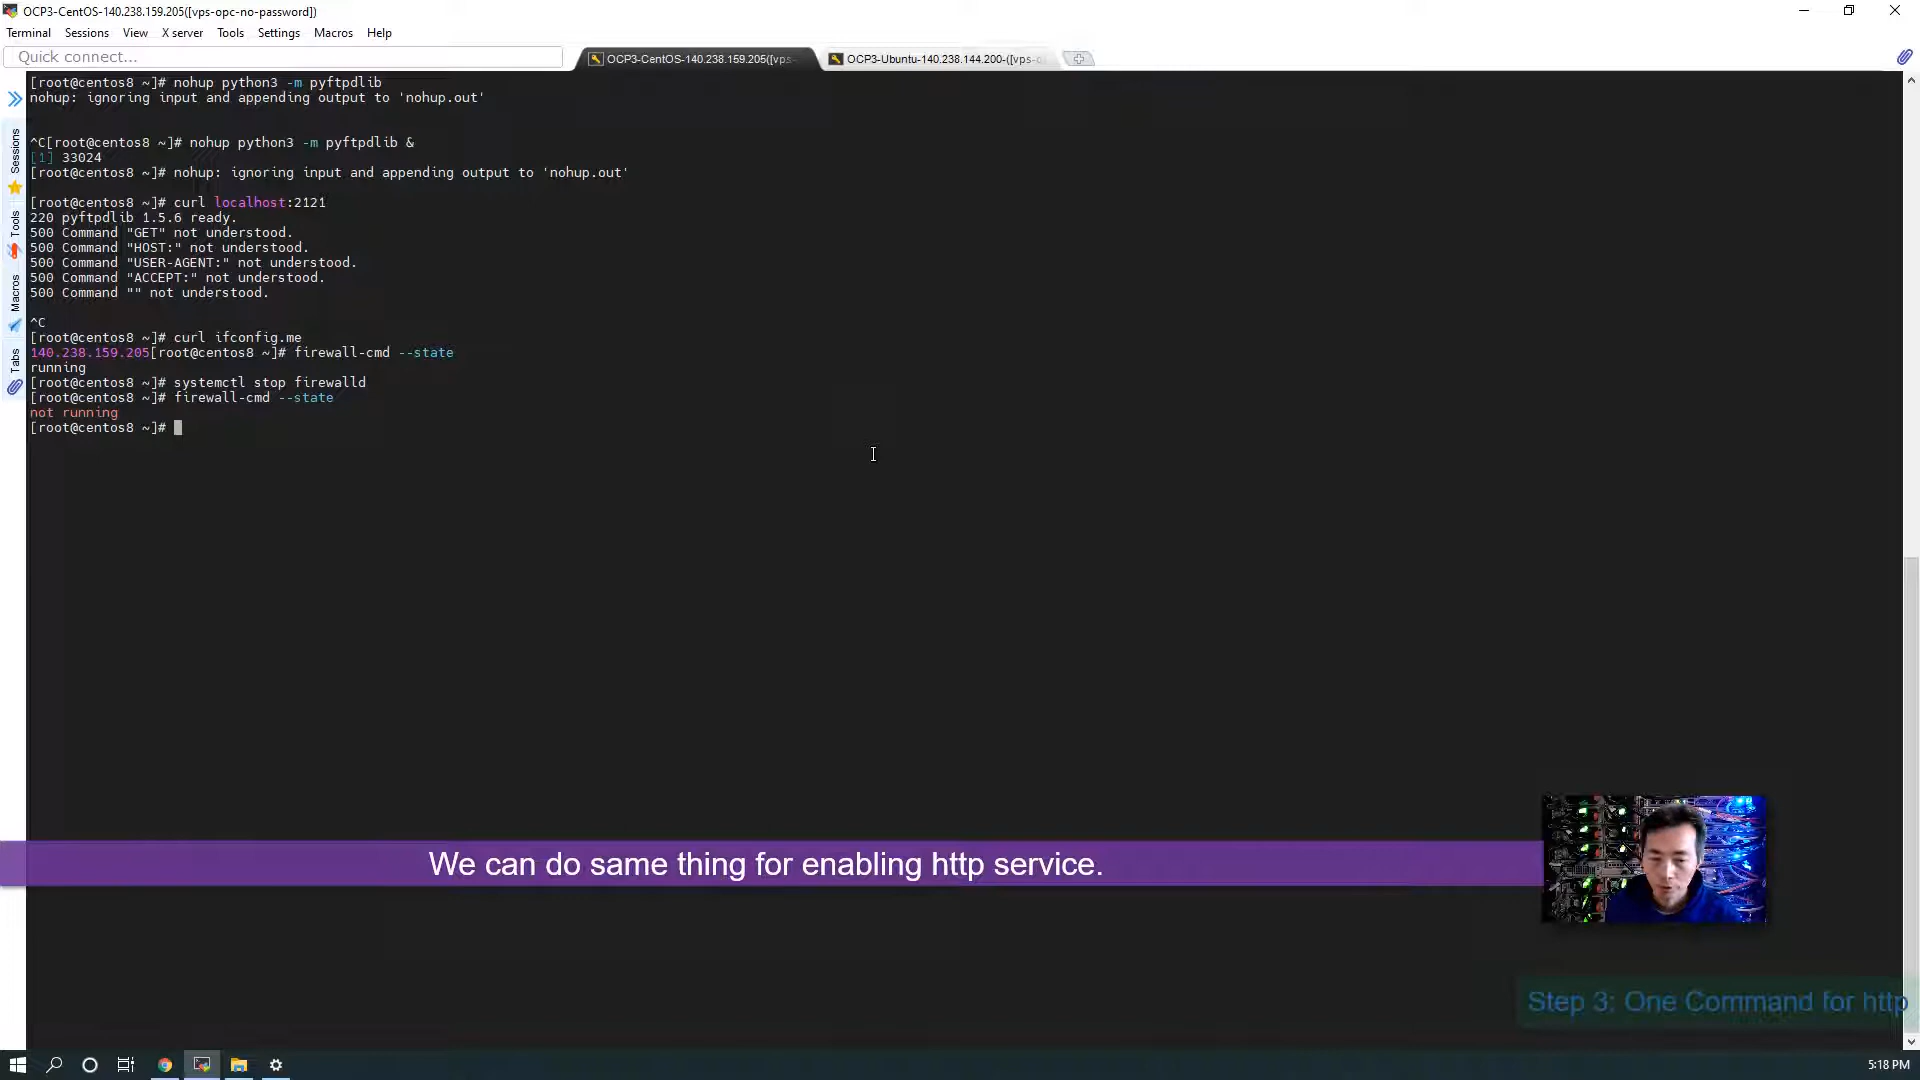 OCP3-CentOS-140.238.159.205([vps-opc-no-password])
Terminal Sessions View X server Tools Settings Macros Help
Quick connect...
OCP3-CentOS-140.238.159.205([vps-
OCP3-Ubuntu-140.238.144.200-([vps-o
Sessions
Tools
Macros
Tabs
[root@centos8 ~]# nohup python3 -m pyftpdlib
nohup: ignoring input and appending output to 'nohup.out'
^C[root@centos8 ~]# nohup python3 -m pyftpdlib &
[1] 33024
[root@centos8 ~]# nohup: ignoring input and appending output to 'nohup.out'
[root@centos8 ~]# curl localhost:2121
220 pyftpdlib 1.5.6 ready.
500 Command "GET" not understood.
500 Command "HOST:" not understood.
500 Command "USER-AGENT:" not understood.
500 Command "ACCEPT:" not understood.
500 Command "" not understood.
^C
[root@centos8 ~]# curl ifconfig.me
140.238.159.205[root@centos8 ~]# firewall-cmd --state
running
[root@centos8 ~]# systemctl stop firewalld
[root@centos8 ~]# firewall-cmd --state
not running
[root@centos8 ~]#
We can do same thing for enabling http service.
Step 3: One Command for http
5:18 PM